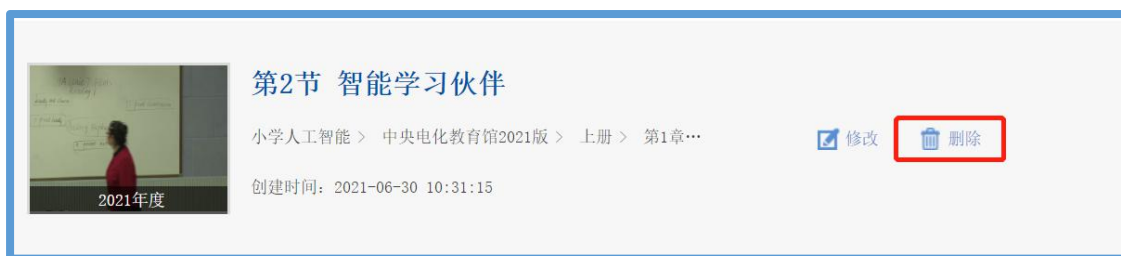 第2节 智能学习伙伴
小学人工智能 > 中央电化教育馆2021版 > 上册 > 第1章…
修改
删除
创建时间：2021-06-30 10:31:15
2021年度